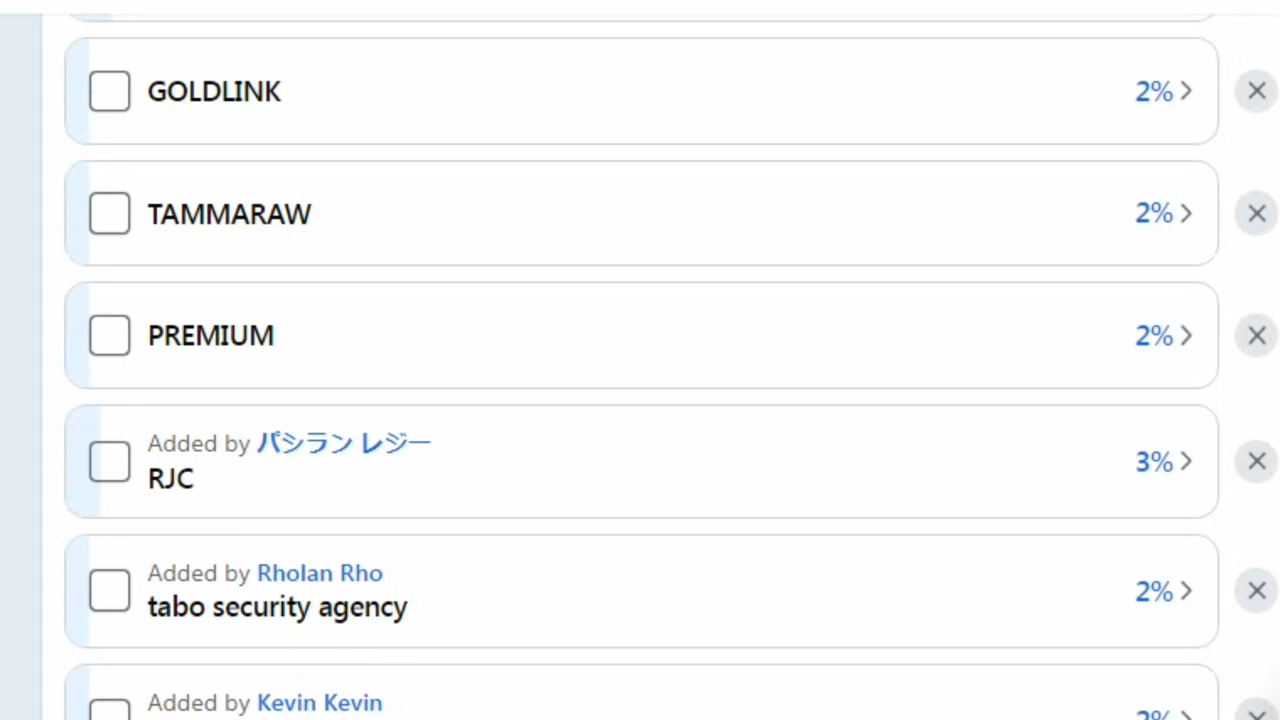 GOLDLINK
2%
TAMMARAW
2%
PREMIUM
2%
Added by パシラン レジー
RJC
3%
Added by Rholan Rho
tabo security agency
2%
Added by Kevin Kevin